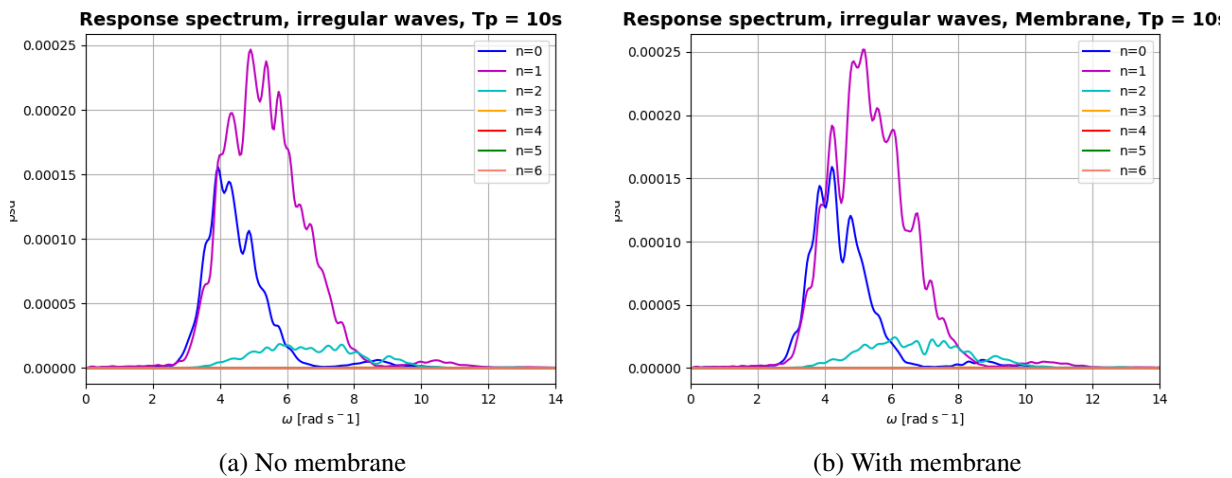 Response spectrum, irregular waves, Tp = 10s
0.00025
0.00020
0.00015
0.00010
0.00005
0.00000
psd
n=0
n=1
n=2
n=3
n=4
n=5
n=6
0 2 4 6 8 10 12 14
ω [rad s⁻1]
(a) No membrane
Response spectrum, irregular waves, Membrane, Tp = 10s
0.00025
0.00020
0.00015
0.00010
0.00005
0.00000
psd
n=0
n=1
n=2
n=3
n=4
n=5
n=6
0 2 4 6 8 10 12 14
ω [rad s⁻1]
(b) With membrane